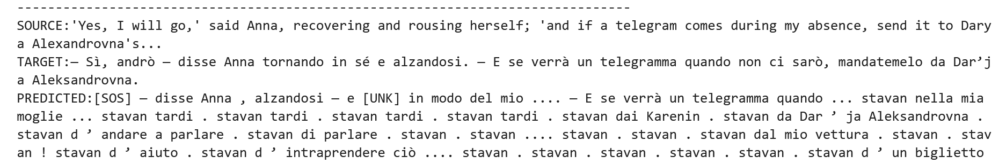 --------------------------------------------------------------------------------
SOURCE:'Yes, I will go,' said Anna, recovering and rousing herself; 'and if a telegram comes during my absence, send it to Dary
a Alexandrovna's...
TARGET:— Sì, andrò — disse Anna tornando in sé e alzandosi. — E se verrà un telegramma quando non ci sarò, mandatemelo da Dar’j
a Aleksandrovna.
PREDICTED:[SOS] — disse Anna , alzandosi — e [UNK] in modo del mio .... — E se verrà un telegramma quando ... stavan nella mia
moglie ... stavan tardi . stavan tardi . stavan tardi . stavan tardi . stavan dai Karenin . stavan da Dar ’ ja Aleksandrovna .
stavan d ’ andare a parlare . stavan di parlare . stavan . stavan .... stavan . stavan . stavan dal mio vettura . stavan . stav
an ! stavan d ’ aiuto . stavan d ’ intraprendere ciò .... stavan . stavan . stavan . stavan . stavan . stavan d ’ un biglietto